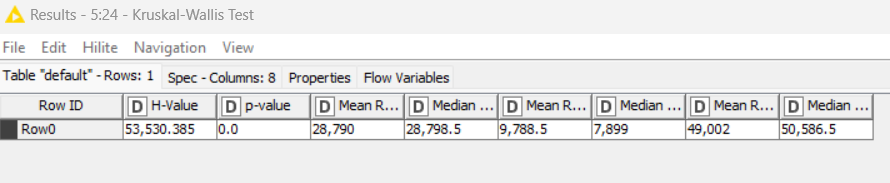 Results - 5:24 - Kruskal-Wallis Test
File Edit Hilite Navigation View
Table "default" - Rows: 1 Spec - Columns: 8 Properties Flow Variables
Row ID D H-Value D p-value D Mean R... D Median ... D Mean R... D Median ... D Mean R... D Median ...
Row0 53,530.385 0.0 28,790 28,798.5 9,788.5 7,899 49,002 50,586.5